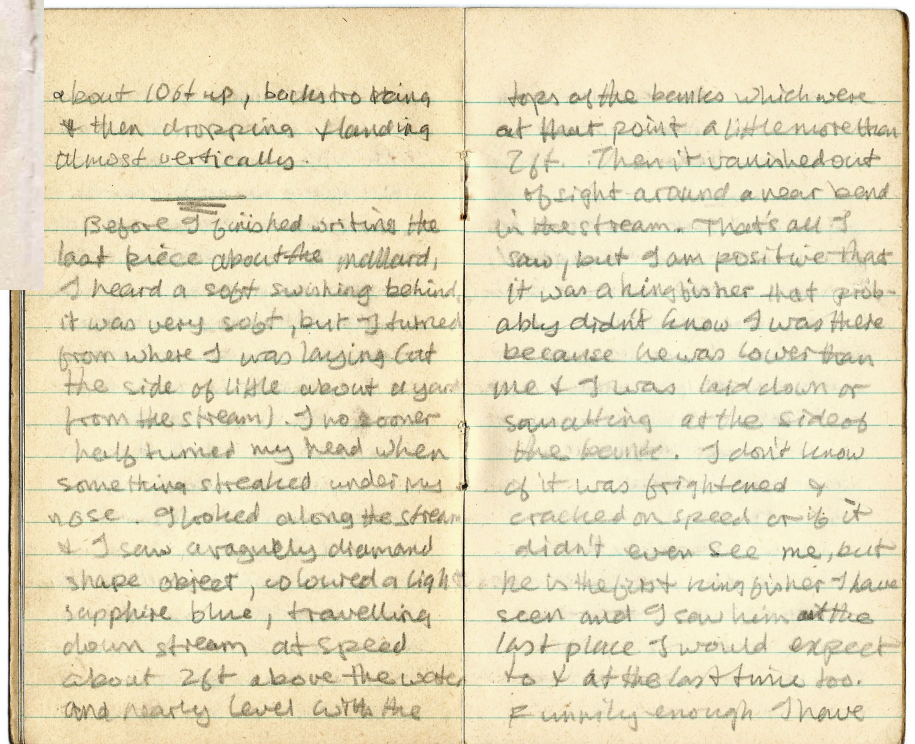 about 10ft up, backstroking
& then dropping & landing
almost vertically.
Before I finished writing the
last piece about the mallard,
I heard a soft swishing behind,
it was very soft, but I turned
from where I was laying (at
the side of little about a yard
from the stream). I no sooner
half turned my head when
something streaked under my
nose. I looked along the stream
& I saw a vaguely diamond
shape object, coloured a light
sapphire blue, travelling
down stream at speed
about 2ft above the water
and nearly level with the
tops of the banks which were
at that point a little more than
2ft. Then it vanished out
of sight around a near bend
in the stream. That's all I
saw, but I am positive that
it was a kingfisher that prob-
ably didn't know I was there
because he was lower than
me & I was laid down or
at the side of
the banks. I don't know
if it was frightened &
cracked on speed or if it
didn't even see me, but
he is the first kingfisher I have
seen and I saw him at the
last place I would expect
to & at the last time too.
Funnily enough I have